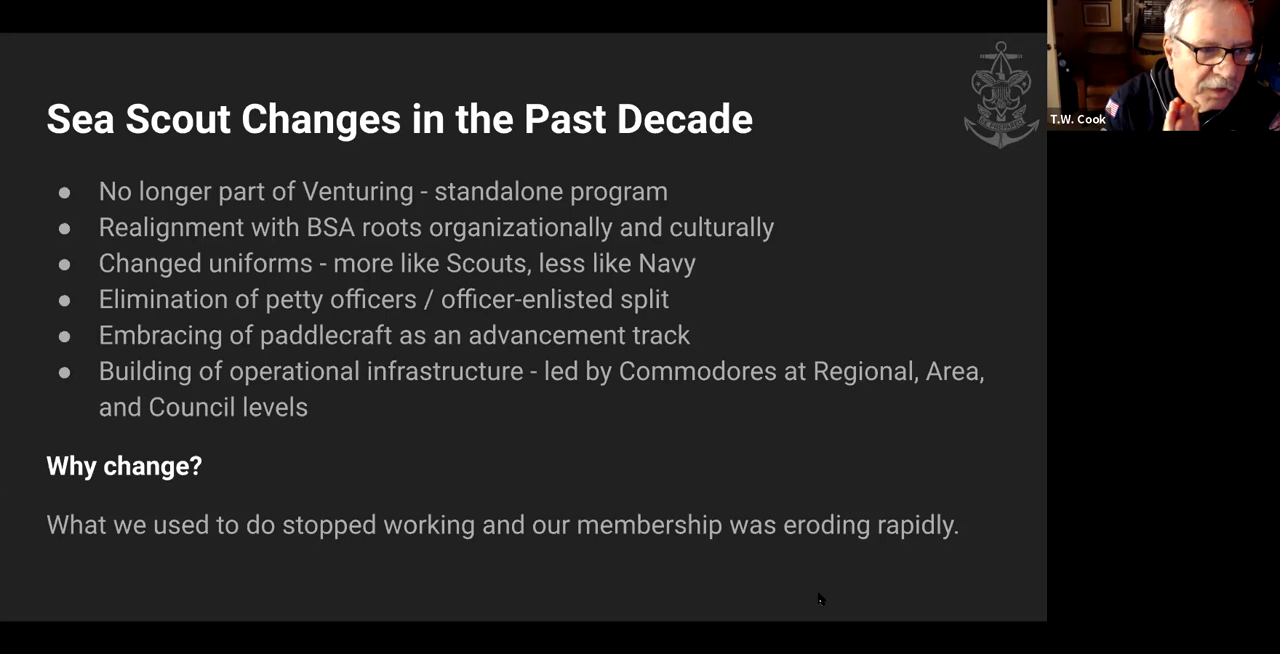 Sea Scout Changes in the Past Decade
● No longer part of Venturing - standalone program
● Realignment with BSA roots organizationally and culturally
● Changed uniforms - more like Scouts, less like Navy
● Elimination of petty officers / officer-enlisted split
● Embracing of paddlecraft as an advancement track
● Building of operational infrastructure - led by Commodores at Regional, Area,
and Council levels
Why change?
What we used to do stopped working and our membership was eroding rapidly.
BE PREPARED
T.W. Cook